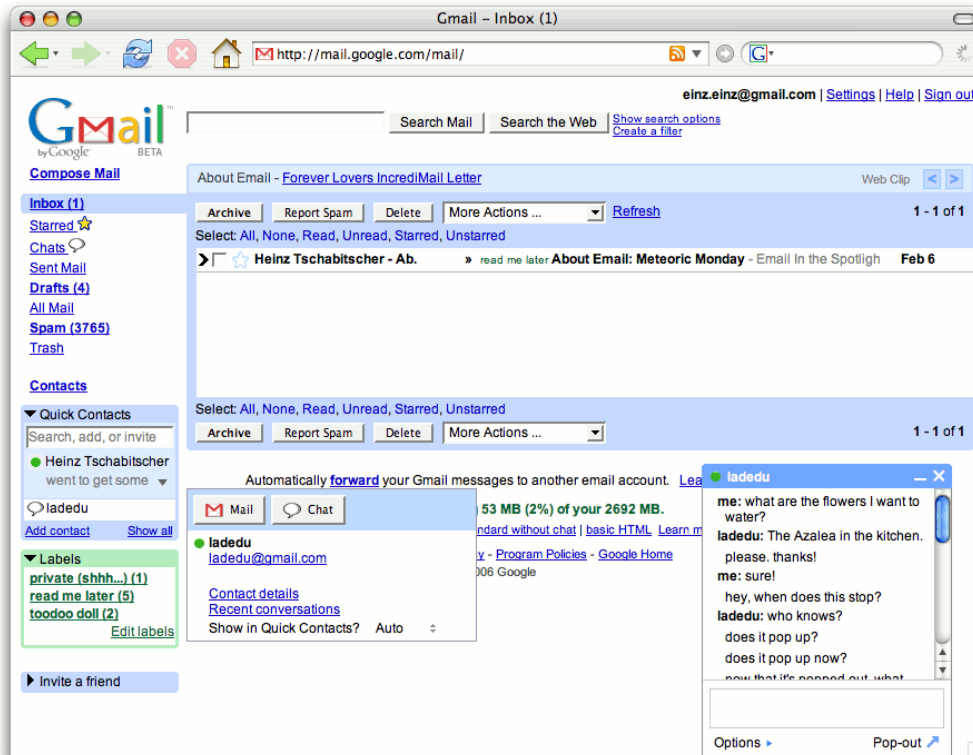 Gmail – Inbox (1)
http://mail.google.com/mail/
G
einz.einz@gmail.com | Settings | Help | Sign out
Gmail™
by Google BETA
Search Mail Search the Web Show search options
Create a filter
Compose Mail
About Email - Forever Lovers IncrediMail Letter Web Clip < >
Inbox (1)
Archive Report Spam Delete More Actions ... Refresh 1 - 1 of 1
Starred
Select: All, None, Read, Unread, Starred, Unstarred
Chats
Heinz Tschabitscher - Ab. » read me later About Email: Meteoric Monday - Email In the Spotligh Feb 6
Sent Mail
Drafts (4)
All Mail
Spam (3765)
Trash
Contacts
Quick Contacts
Search, add, or invite
Heinz Tschabitscher
went to get some
ladedu
Add contact Show all
Labels
private (shhh...) (1)
read me later (5)
toodoo doll (2)
Edit labels
Invite a friend
Select: All, None, Read, Unread, Starred, Unstarred
Archive Report Spam Delete More Actions ... 1 - 1 of 1
Automatically forward your Gmail messages to another email account. Lea
53 MB (2%) of your 2692 MB.
ndard without chat | basic HTML Learn m
y - Program Policies - Google Home
006 Google
Mail Chat
ladedu
ladedu@gmail.com
Contact details
Recent conversations
Show in Quick Contacts? Auto
ladedu
me: what are the flowers I want to
water?
ladedu: The Azalea in the kitchen.
please. thanks!
me: sure!
hey, when does this stop?
ladedu: who knows?
does it pop up?
does it pop up now?
now that it's popped out, what
Options Pop-out